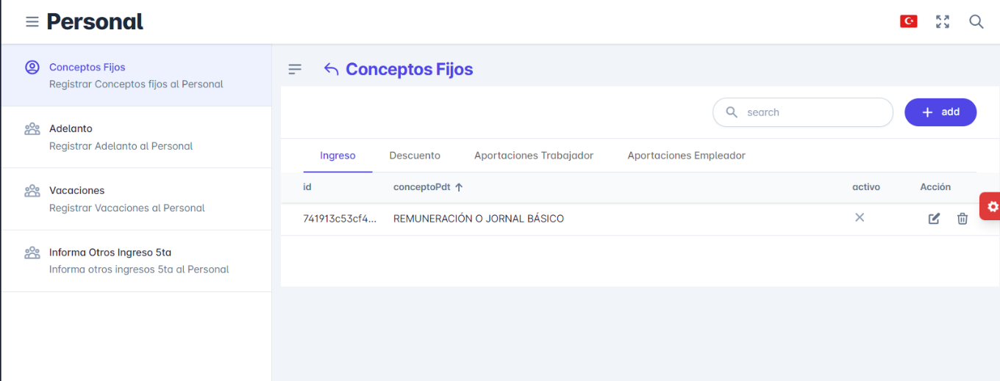 Personal
Conceptos Fijos
Registrar Conceptos fijos al Personal
Adelanto
Registrar Adelanto al Personal
Vacaciones
Registrar Vacaciones al Personal
Informa Otros Ingreso 5ta
Informa otros ingresos 5ta al Personal
Conceptos Fijos
search
add
Ingreso Descuento Aportaciones Trabajador Aportaciones Empleador
id conceptoPdt activo Acción
741913c53cf4... REMUNERACIÓN O JORNAL BÁSICO